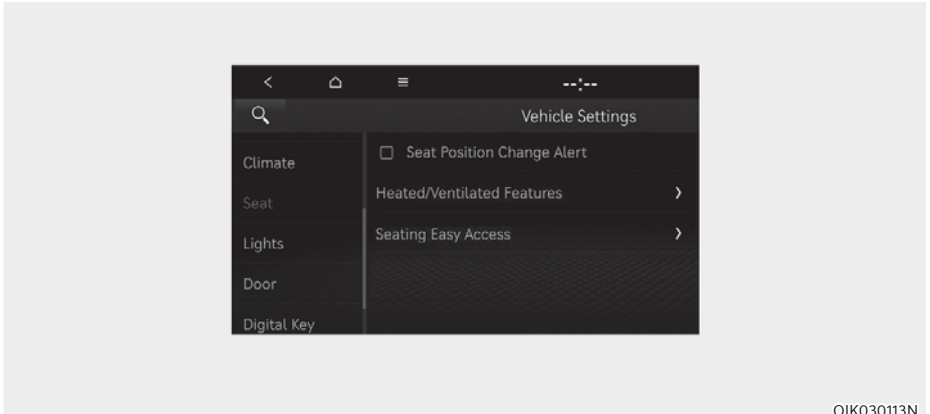 --:--
Vehicle Settings
Climate
Seat
Lights
Door
Digital Key
Seat Position Change Alert
Heated/Ventilated Features
Seating Easy Access
OIK030113N